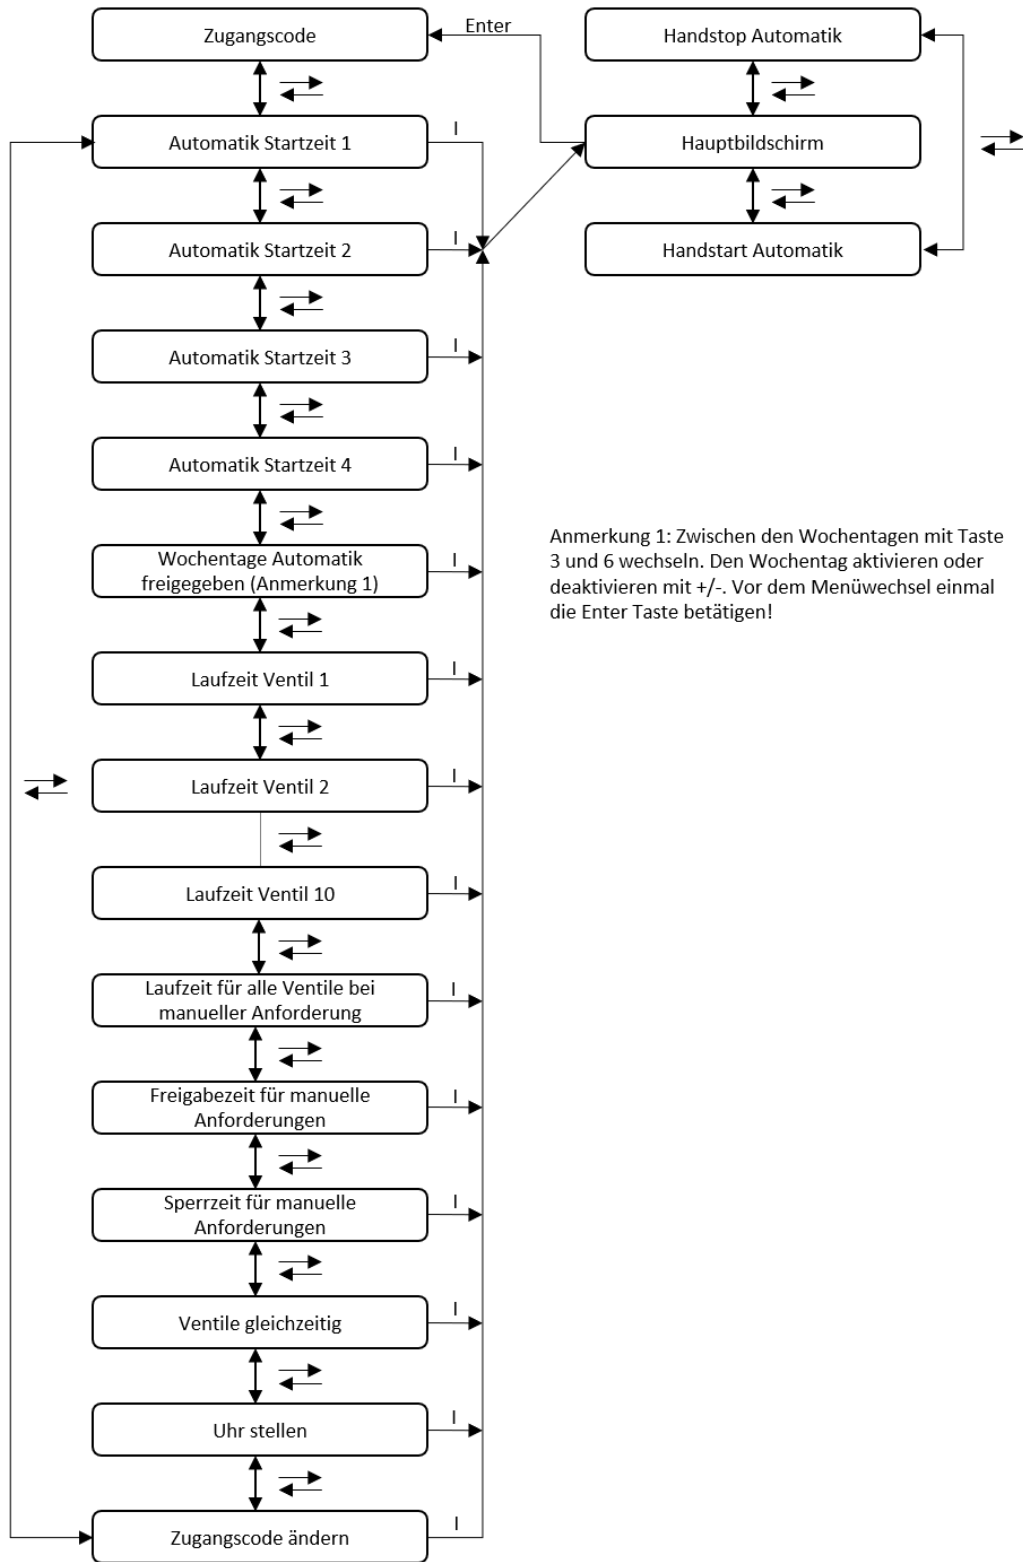 Zugangscode
Enter
Handstop Automatik
Automatik Startzeit 1
I
Hauptbildschirm
Automatik Startzeit 2
I
Handstart Automatik
Automatik Startzeit 3
I
Automatik Startzeit 4
I
Wochentage Automatik
freigegeben (Anmerkung 1)
I
Anmerkung 1: Zwischen den Wochentagen mit Taste
3 und 6 wechseln. Den Wochentag aktivieren oder
deaktivieren mit +/-. Vor dem Menüwechsel einmal
die Enter Taste betätigen!
Laufzeit Ventil 1
I
Laufzeit Ventil 2
I
Laufzeit Ventil 10
I
Laufzeit für alle Ventile bei
manueller Anforderung
I
Freigabezeit für manuelle
Anforderungen
I
Sperrzeit für manuelle
Anforderungen
I
Ventile gleichzeitig
I
Uhr stellen
I
Zugangscode ändern
I